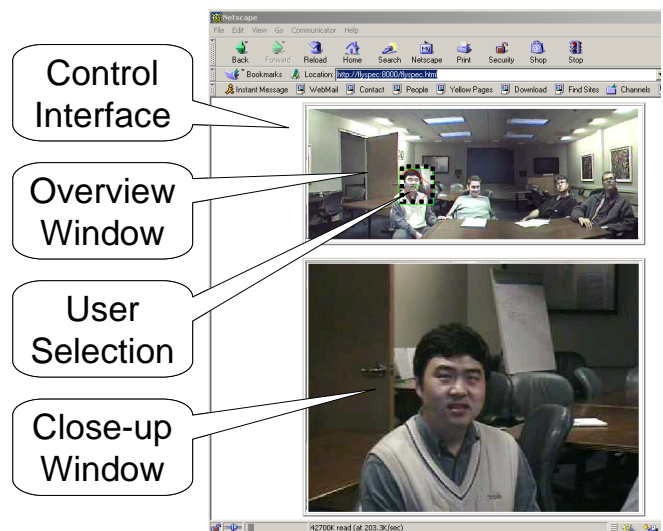 Netscape
File Edit View Go Communicator Help
Back Forward Reload Home Search Netscape Print Security Shop Stop
Bookmarks Location: http://flyspec:8000/flyspec.htm
Instant Message WebMail Contact People Yellow Pages Download Find Sites Channels
Control
Interface
Overview
Window
User
Selection
Close-up
Window
42700K read (at 203.3K/sec)